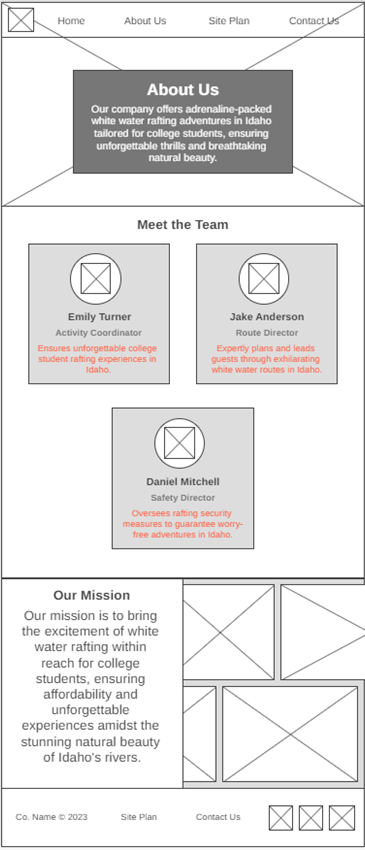 Home About Us Site Plan Contact Us
About Us
Our company offers adrenaline-packed
white water rafting adventures in Idaho
tailored for college students, ensuring
unforgettable thrills and breathtaking
natural beauty.
Meet the Team
Emily Turner
Activity Coordinator
Ensures unforgettable college
student rafting experiences in
Idaho.
Jake Anderson
Route Director
Expertly plans and leads
guests through exhilarating
white water routes in Idaho.
Daniel Mitchell
Safety Director
Oversees rafting security
measures to guarantee worry-
free adventures in Idaho.
Our Mission
Our mission is to bring
the excitement of white
water rafting within
reach for college
students, ensuring
affordability and
unforgettable
experiences amidst the
stunning natural beauty
of Idaho's rivers.
Co. Name © 2023 Site Plan Contact Us